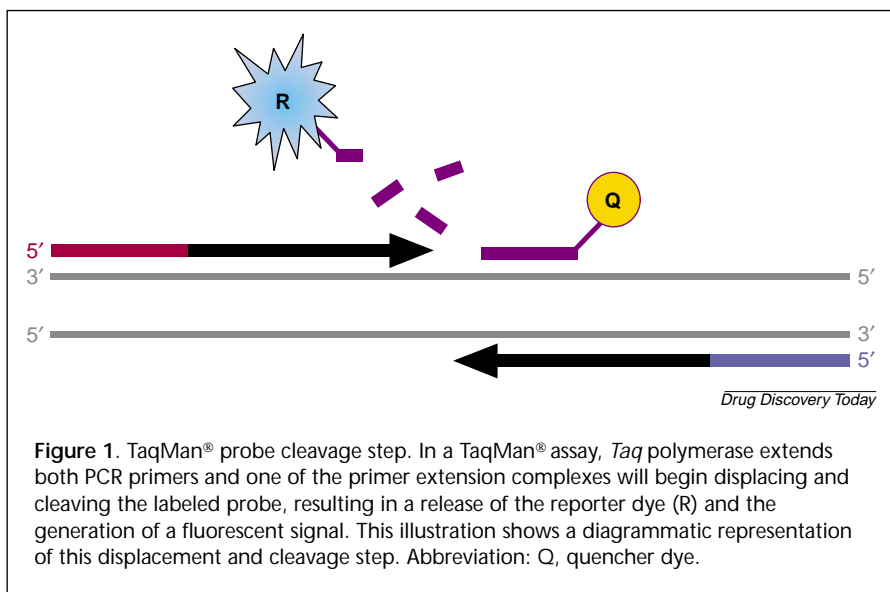 R
Q
5′
3′ 5′
5′ 3′
5′
Drug Discovery Today
Figure 1. TaqMan® probe cleavage step. In a TaqMan® assay, Taq polymerase extends
both PCR primers and one of the primer extension complexes will begin displacing and
cleaving the labeled probe, resulting in a release of the reporter dye (R) and the
generation of a fluorescent signal. This illustration shows a diagrammatic representation
of this displacement and cleavage step. Abbreviation: Q, quencher dye.